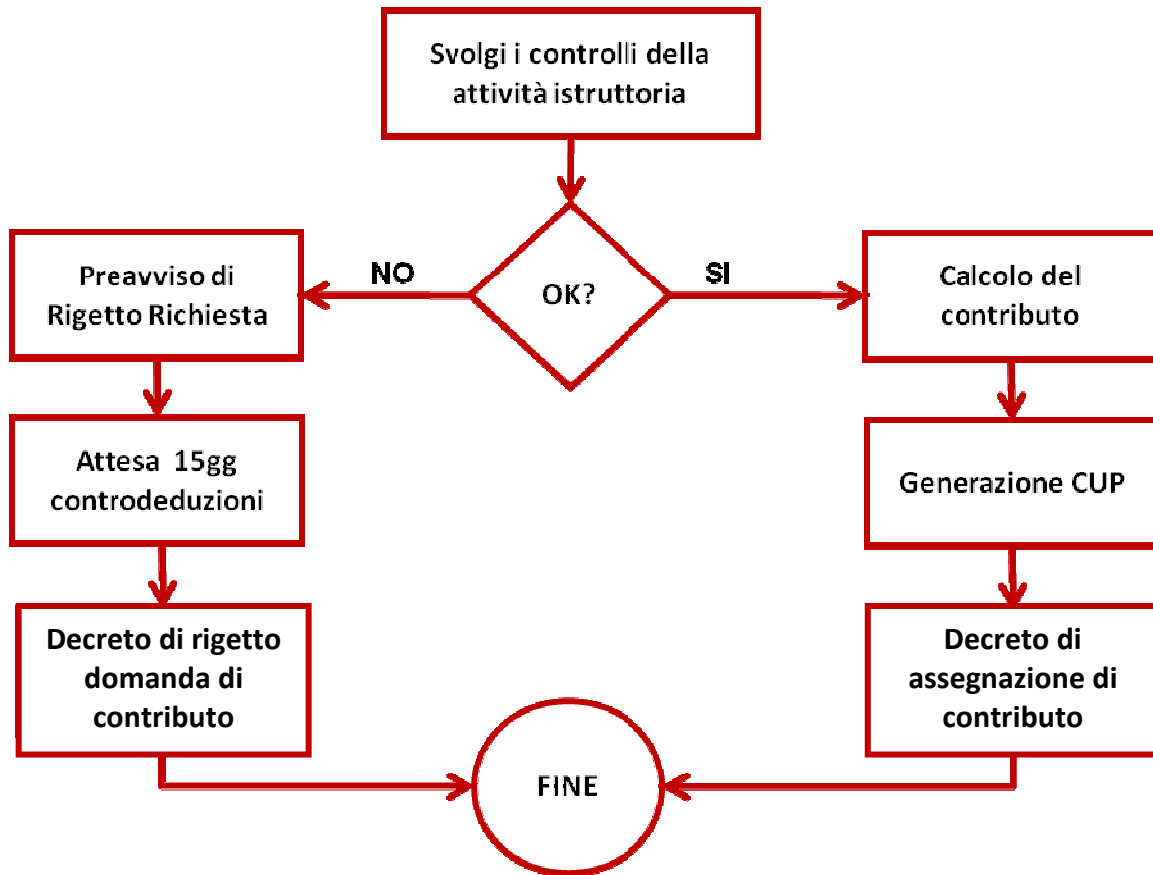 Svolgi i controlli della
attività istruttoria
OK?
NO
SI
Preavviso di
Rigetto Richiesta
Attesa 15gg
controdeduzioni
Decreto di rigetto
domanda di
contributo
Calcolo del
contributo
Generazione CUP
Decreto di
assegnazione di
contributo
FINE